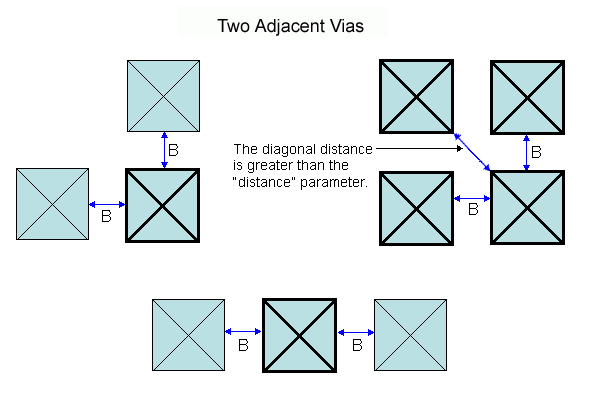 Two Adjacent Vias
B
B
B
The diagonal distance
is greater than the
"distance" parameter.
B
B
B